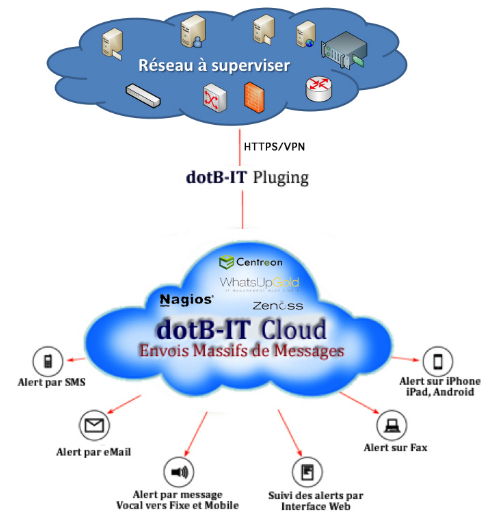 Réseau à superviser
HTTPS/VPN
dotB-IT Pluging
Centreon
WhatsUpGold
Nagios®
Zenoss
dotB-IT Cloud
Envois Massifs de Messages
Alert par SMS
Alert sur iPhone
iPad, Android
Alert par eMail
Alert sur Fax
Alert par message
Vocal vers Fixe et Mobile
Suivi des alerts par
Interface Web